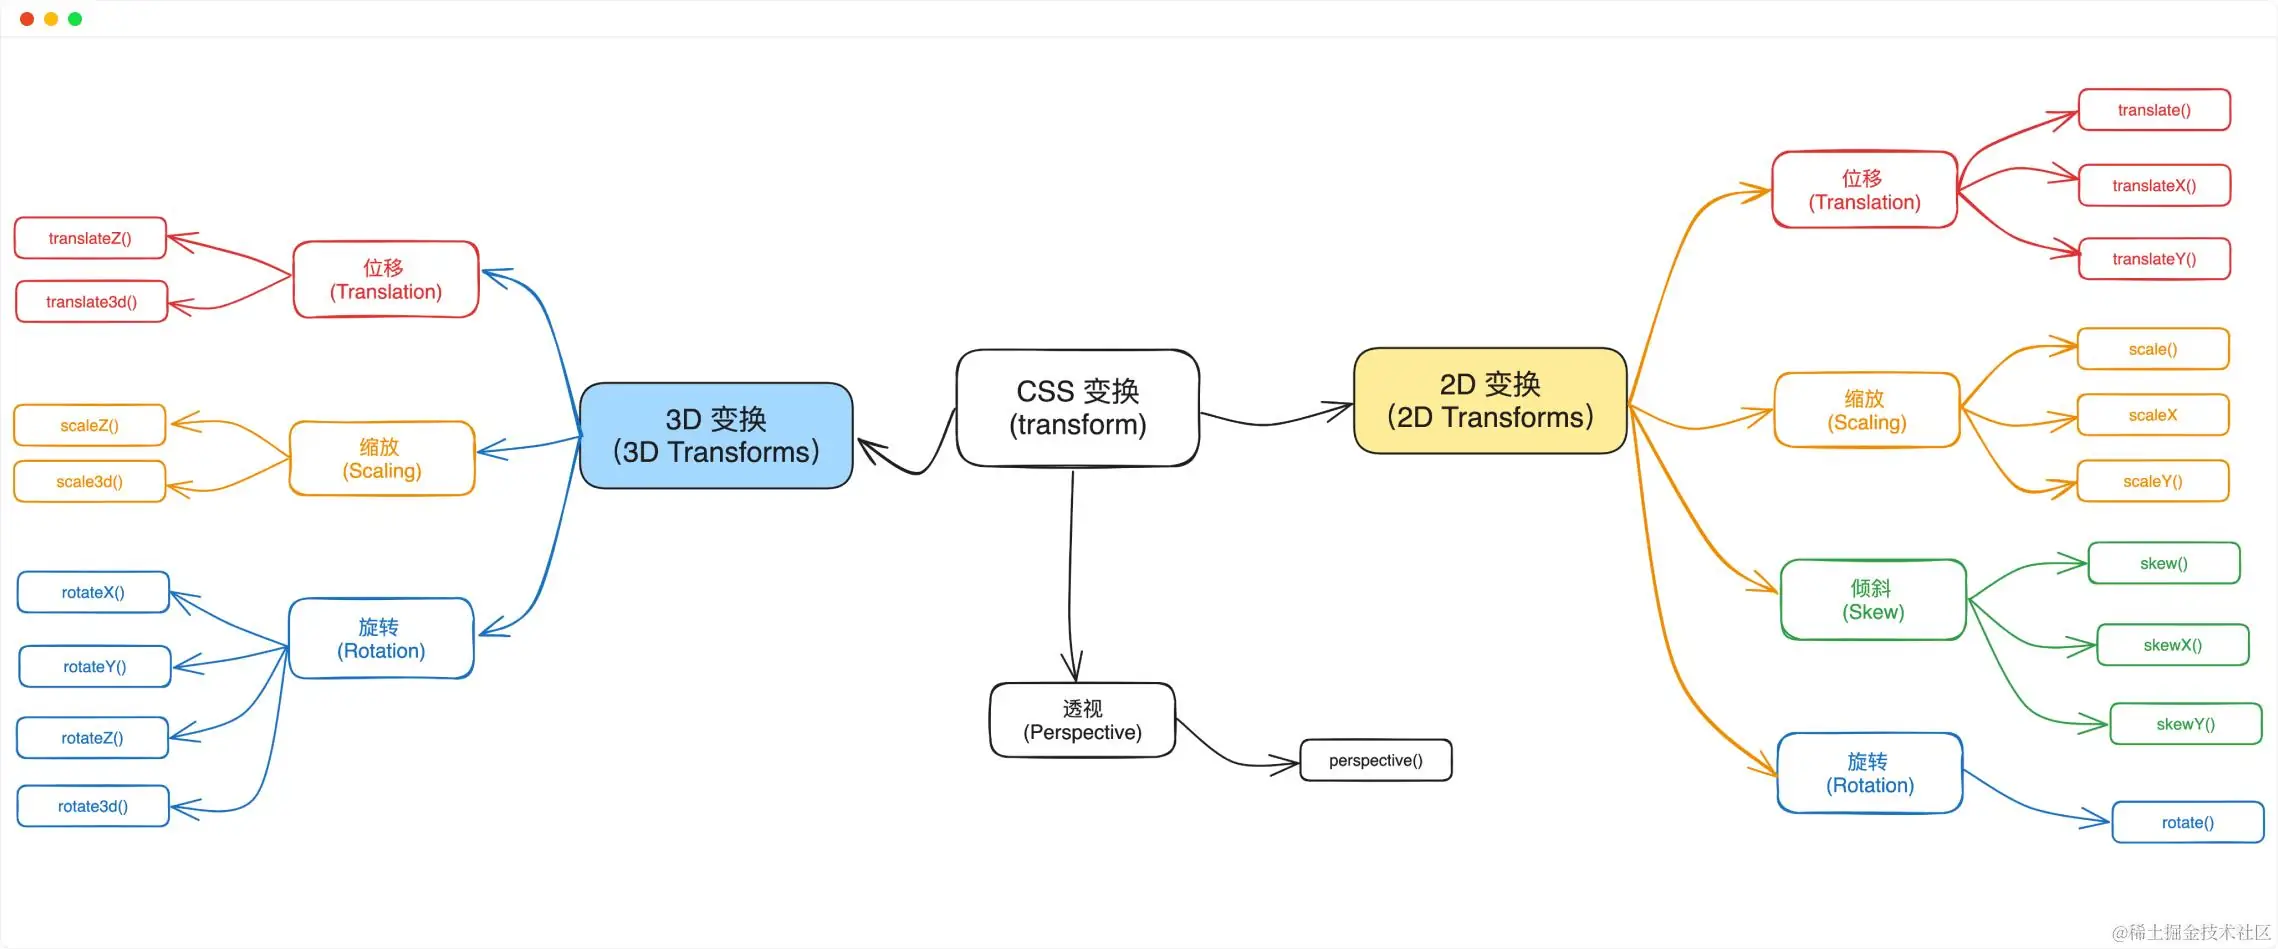 CSS 变换
(transform)
3D 变换
（3D Transforms）
位移
(Translation)
translateZ()
translate3d()
缩放
(Scaling)
scaleZ()
scale3d()
旋转
(Rotation)
rotateX()
rotateY()
rotateZ()
rotate3d()
透视
(Perspective)
perspective()
2D 变换
（2D Transforms）
位移
(Translation)
translate()
translateX()
translateY()
缩放
(Scaling)
scale()
scaleX
scaleY()
倾斜
(Skew)
skew()
skewX()
skewY()
旋转
(Rotation)
rotate()
@稀土掘金技术社区